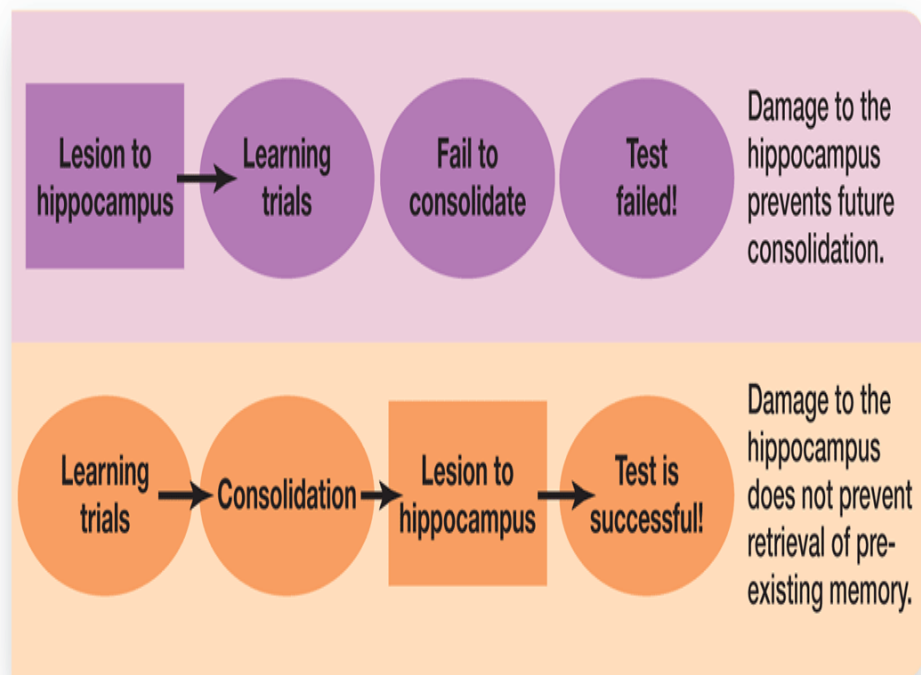 Lesion to
hippocampus
Learning
trials
Fail to
consolidate
Test
failed!
Damage to the
hippocampus
prevents future
consolidation.
Learning
trials
Consolidation
Lesion to
hippocampus
Test is
successful!
Damage to the
hippocampus
does not prevent
retrieval of pre-
existing memory.